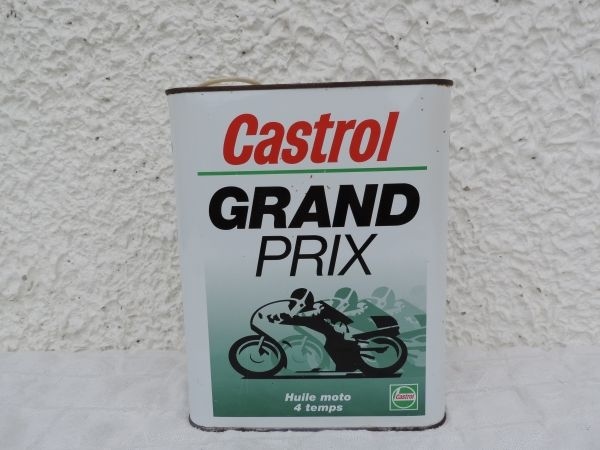 Castrol
GRAND
PRIX
Huile moto
4 temps
Castrol